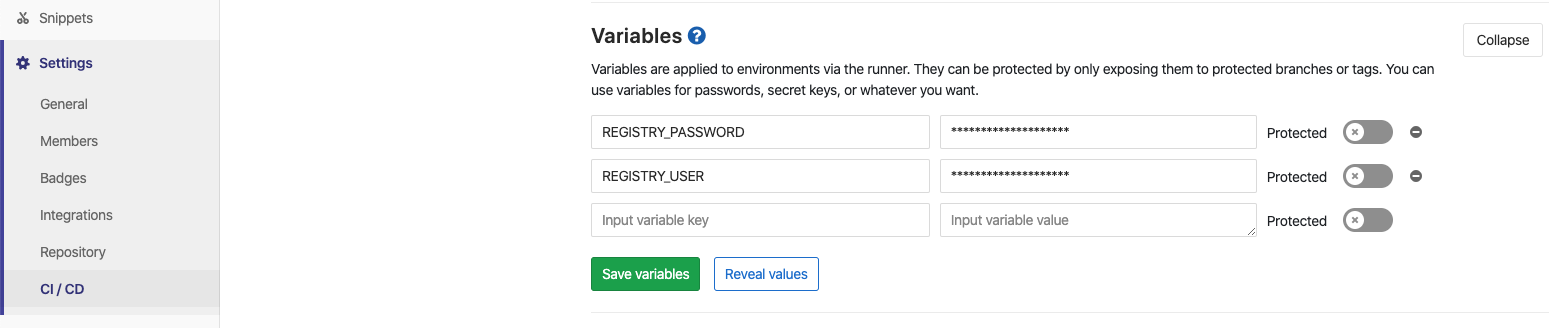 Snippets
Settings
General
Members
Badges
Integrations
Repository
CI / CD
Variables ?
Collapse
Variables are applied to environments via the runner. They can be protected by only exposing them to protected branches or tags. You can
use variables for passwords, secret keys, or whatever you want.
REGISTRY_PASSWORD ******************** Protected
REGISTRY_USER ******************** Protected
Input variable key Input variable value Protected
Save variables Reveal values